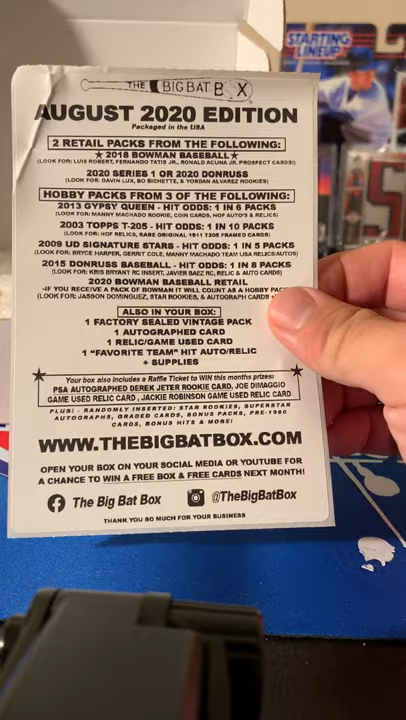 STARTING
LINEUP
THE BIG BAT BOX
AUGUST 2020 EDITION
Packaged in the USA
2 RETAIL PACKS FROM THE FOLLOWING:
★ 2018 BOWMAN BASEBALL ★
(LOOK FOR: LUIS ROBERT, FERNANDO TATIS JR., RONALD ACUNA JR, PROSPECT CARDS)
2020 SERIES 1 OR 2020 DONRUSS
(LOOK FOR: GAVIN LUX, BO BICHETTE, & YORDAN ALVAREZ ROOKIES)
HOBBY PACKS FROM 3 OF THE FOLLOWING:
2013 GYPSY QUEEN - HIT ODDS: 1 IN 6 PACKS
(LOOK FOR: MANNY MACHADO ROOKIE, COIN CARDS, HOF AUTO'S & RELICS)
2003 TOPPS T-205 - HIT ODDS: 1 IN 10 PACKS
(LOOK FOR: HOF RELICS, RARE ORIGINAL 1911 T205 FRAMED CARDS)
2009 UD SIGNATURE STARS - HIT ODDS: 1 IN 5 PACKS
(LOOK FOR: BRYCE HARPER, GERRIT COLE, MANNY MACHADO TEAM USA RELICS/AUTOS)
2015 DONRUSS BASEBALL - HIT ODDS: 1 IN 8 PACKS
(LOOK FOR: KRIS BRYANT RC INSERT, JAVIER BAEZ RC, RELIC & AUTO CARDS)
2020 BOWMAN BASEBALL RETAIL
-IF YOU RECEIVE A PACK OF BOWMAN IT WILL COUNT AS A HOBBY
(LOOK FOR: JASSON DOMINGUEZ, STAR ROOKIES, & AUTOGRAPH CARDS
ALSO IN YOUR BOX:
1 FACTORY SEALED VINTAGE PACK
1 AUTOGRAPHED CARD
1 RELIC/GAME USED CARD
1 "FAVORITE TEAM" HIT AUTO/RELIC
+ SUPPLIES
Your box also includes a Raffle Ticket to WIN this months prizes:
PSA AUTOGRAPHED DEREK JETER ROOKIE CARD, JOE DIMAGGIO
GAME USED RELIC CARD, JACKIE ROBINSON GAME USED RELIC CARD
PLUS! - RANDOMLY INSERTED: STAR ROOKIES, SUPERSTAR
AUTOGRAPHS, GRADED CARDS, BONUS PACKS, PRE-1980
CARDS, BONUS HITS & MORE!
WWW.THEBIGBATBOX.COM
OPEN YOUR BOX ON YOUR SOCIAL MEDIA OR YOUTUBE FOR
A CHANCE TO WIN A FREE BOX & FREE CARDS NEXT MONTH!
The Big Bat Box @TheBigBatBox
THANK YOU SO MUCH FOR YOUR BUSINESS